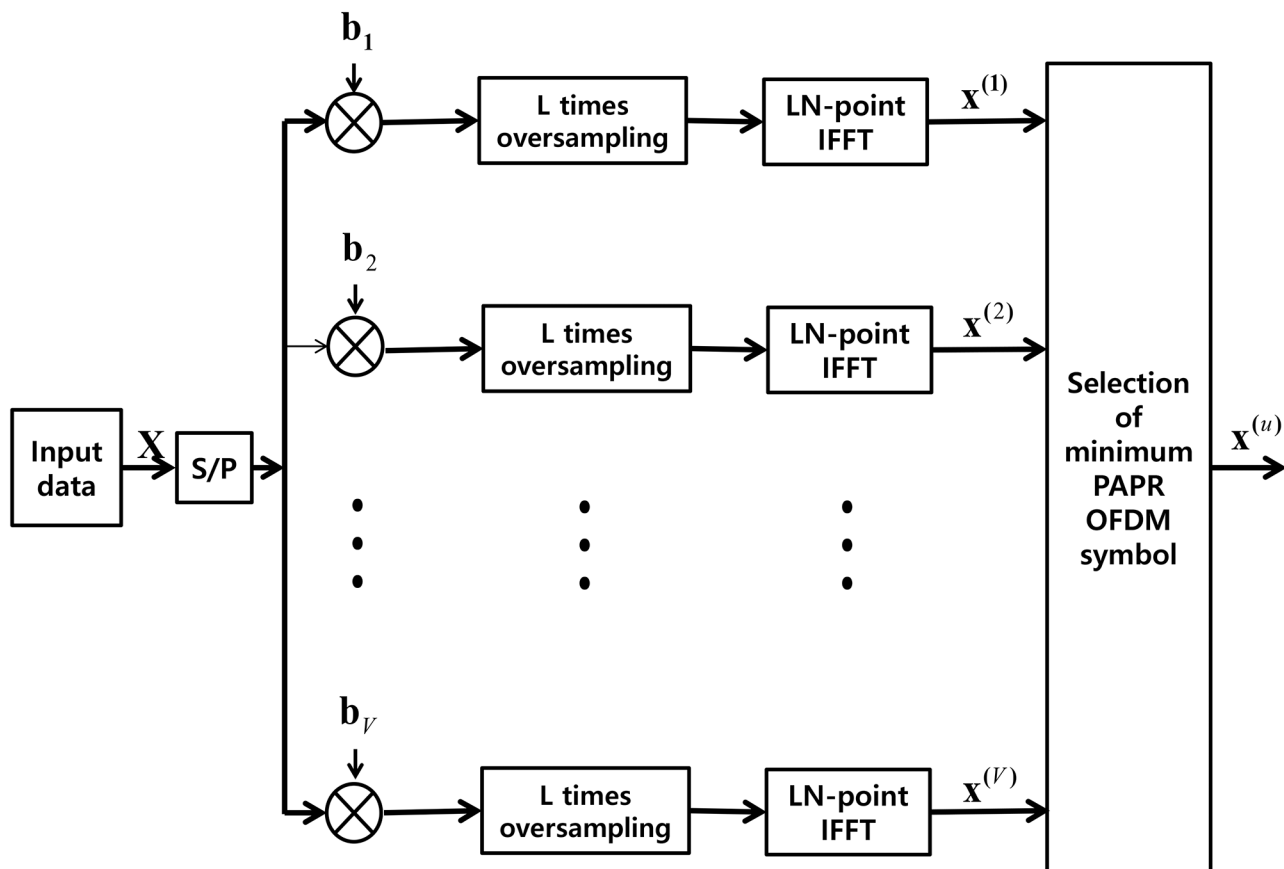 b₁
L times
oversampling
LN-point
IFFT
x⁽¹⁾
b₂
L times
oversampling
LN-point
IFFT
x⁽²⁾
Input
data
X
S/P
Selection
of
minimum
PAPR
OFDM
symbol
x⁽ᵘ⁾
b_V
L times
oversampling
LN-point
IFFT
x⁽ⱽ⁾